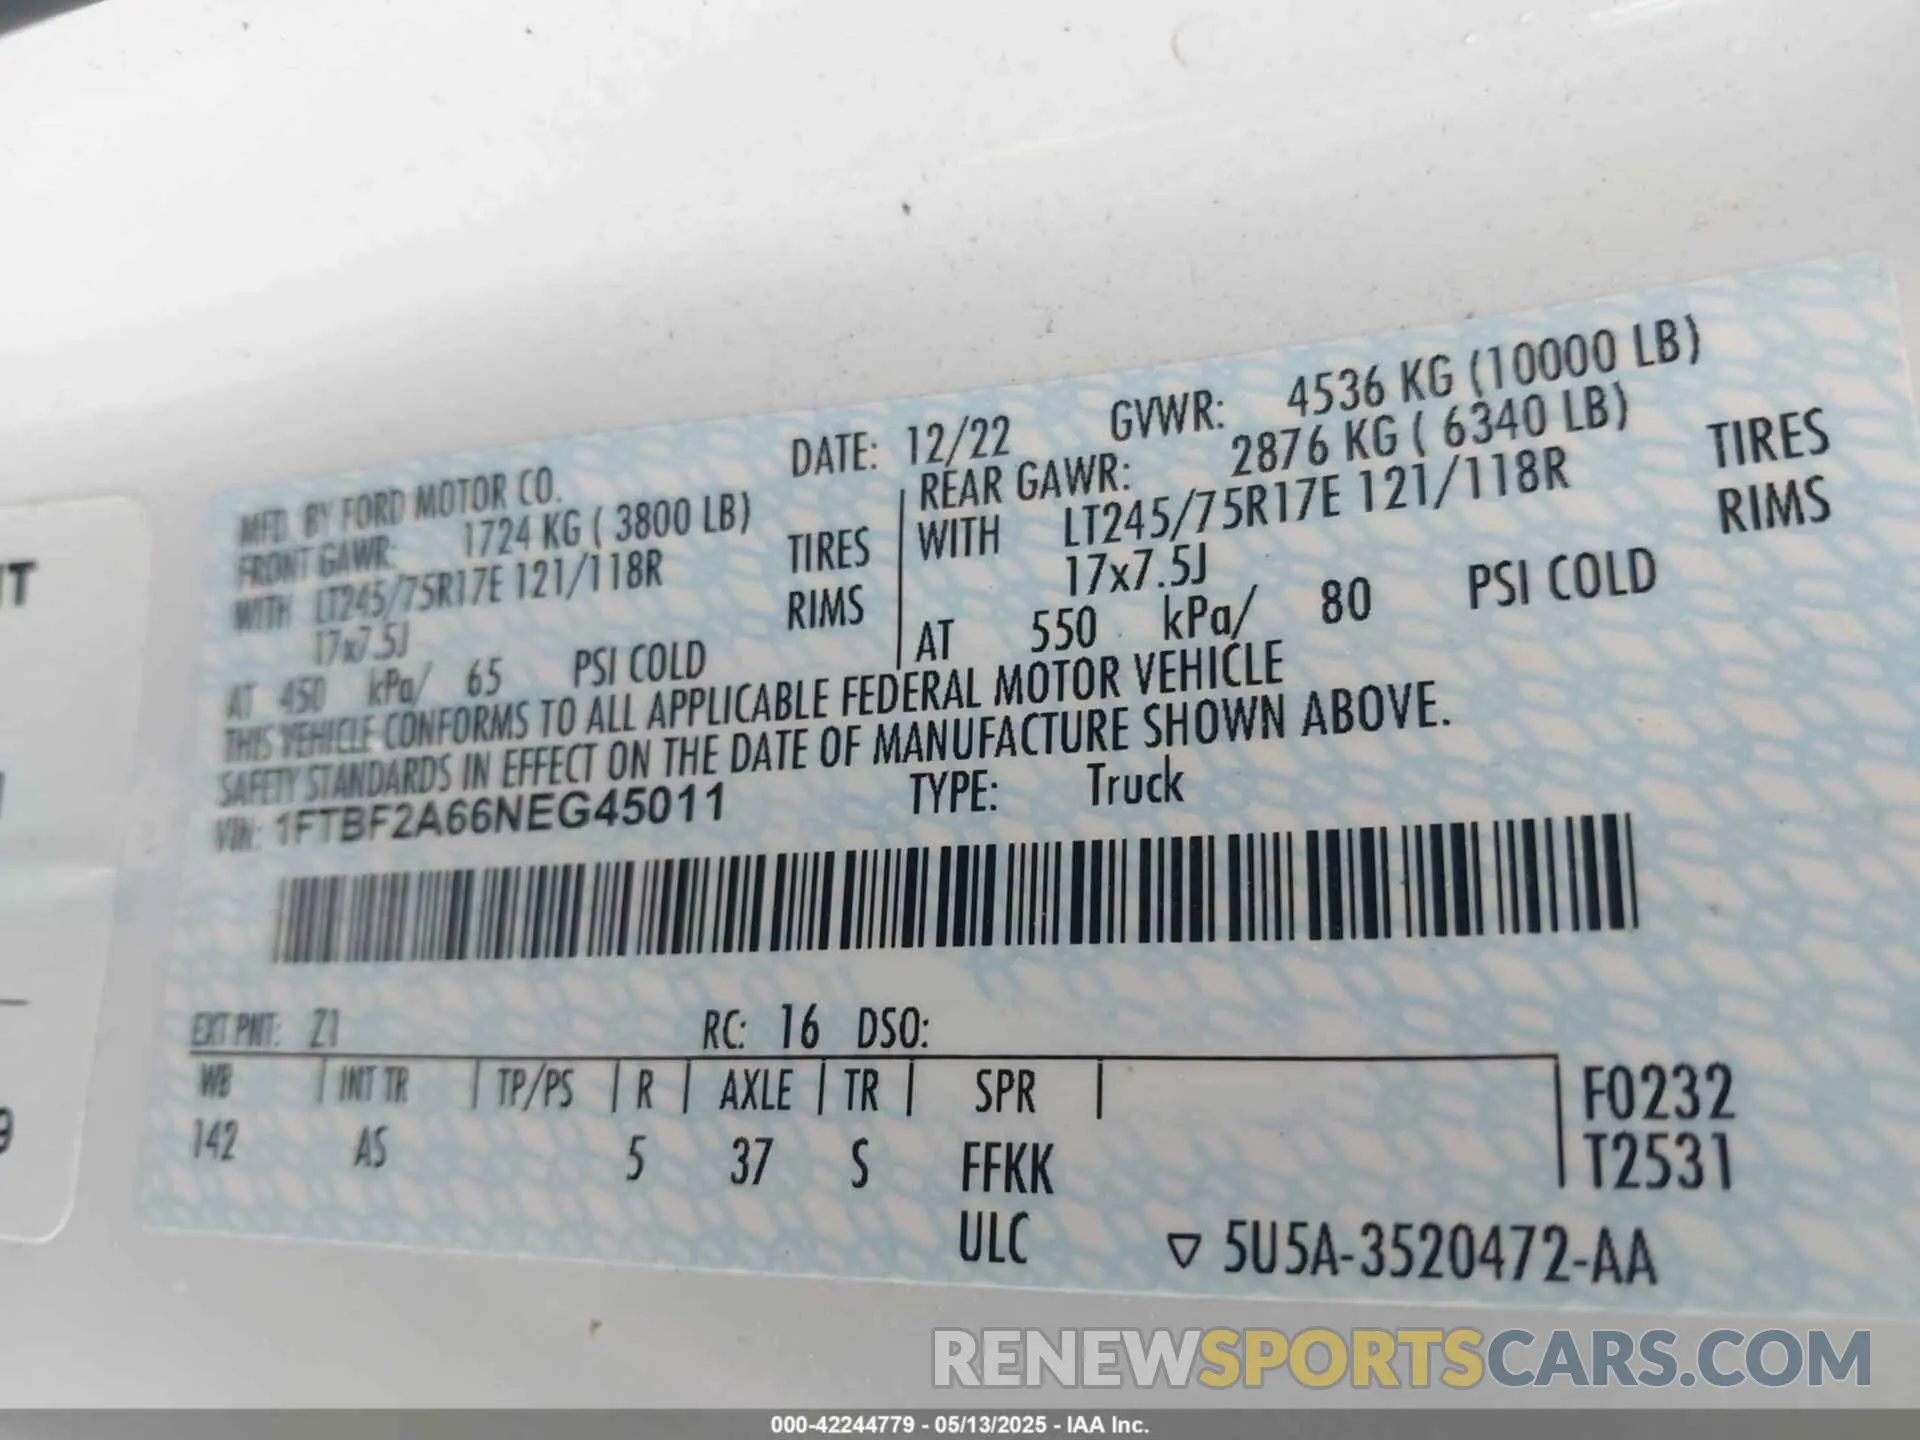 MFD. BY FORD MOTOR CO. DATE: 12/22 GVWR: 4536 KG (10000 LB)
FRONT GAWR: 1724 KG ( 3800 LB) REAR GAWR: 2876 KG ( 6340 LB)
WITH LT245/75R17E 121/118R TIRES WITH LT245/75R17E 121/118R TIRES
17x7.5J RIMS 17x7.5J RIMS
AT 450 kPa/ 65 PSI COLD AT 550 kPa/ 80 PSI COLD
THIS VEHICLE CONFORMS TO ALL APPLICABLE FEDERAL MOTOR VEHICLE
SAFETY STANDARDS IN EFFECT ON THE DATE OF MANUFACTURE SHOWN ABOVE.
VIN: 1FTBF2A66NEG45011 TYPE: Truck
EXT PNT: Z1 RC: 16 DSO:
WB | INT TR | TP/PS | R | AXLE | TR | SPR | F0232
142 AS 5 37 S FFKK T2531
ULC ▽ 5U5A-3520472-AA
RENEWSPORTSCARS.COM
000-42244779 - 05/13/2025 - IAA Inc.